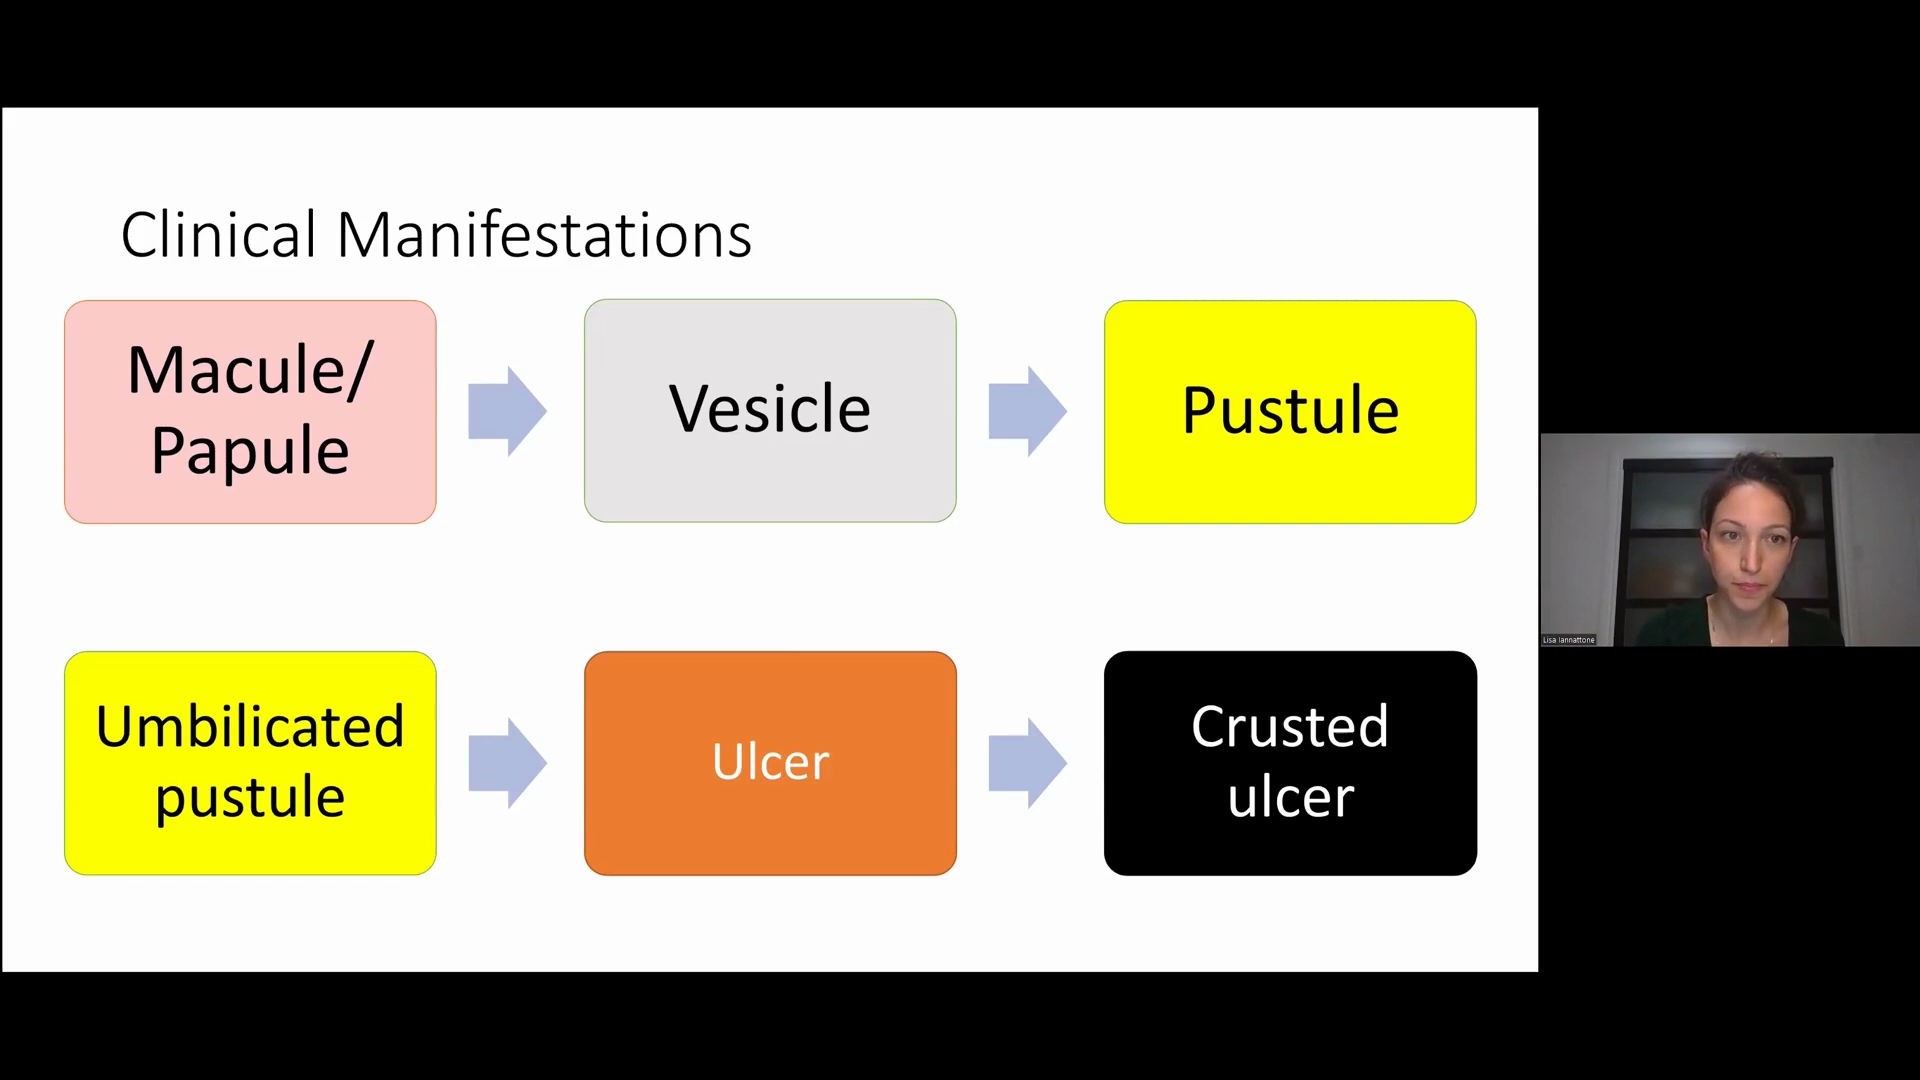 Clinical Manifestations
Macule/
Papule
Vesicle
Pustule
Umbilicated
pustule
Ulcer
Crusted
ulcer
Lisa Iannattone